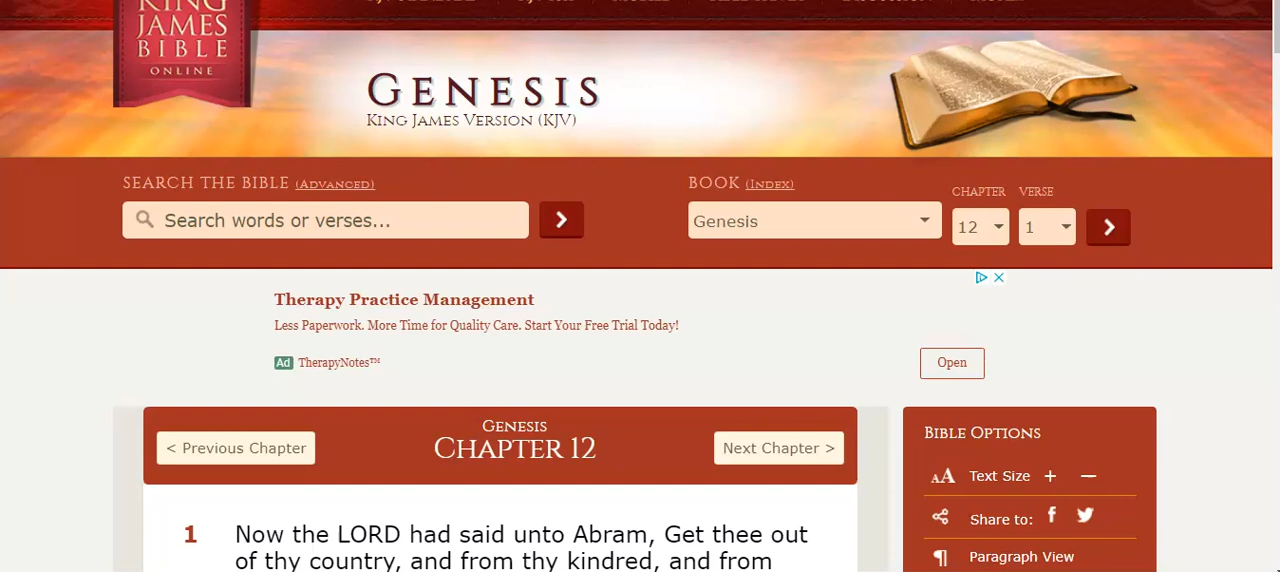 KING
JAMES
BIBLE
ONLINE
GENESIS
KING JAMES VERSION (KJV)
SEARCH THE BIBLE (ADVANCED)
Search words or verses...
BOOK (INDEX)
Genesis
CHAPTER
12
VERSE
1
Therapy Practice Management
Less Paperwork. More Time for Quality Care. Start Your Free Trial Today!
Ad TherapyNotes™
Open
< Previous Chapter
GENESIS
CHAPTER 12
Next Chapter >
1 Now the LORD had said unto Abram, Get thee out
of thy country, and from thy kindred, and from
BIBLE OPTIONS
AA Text Size + —
Share to:
¶ Paragraph View